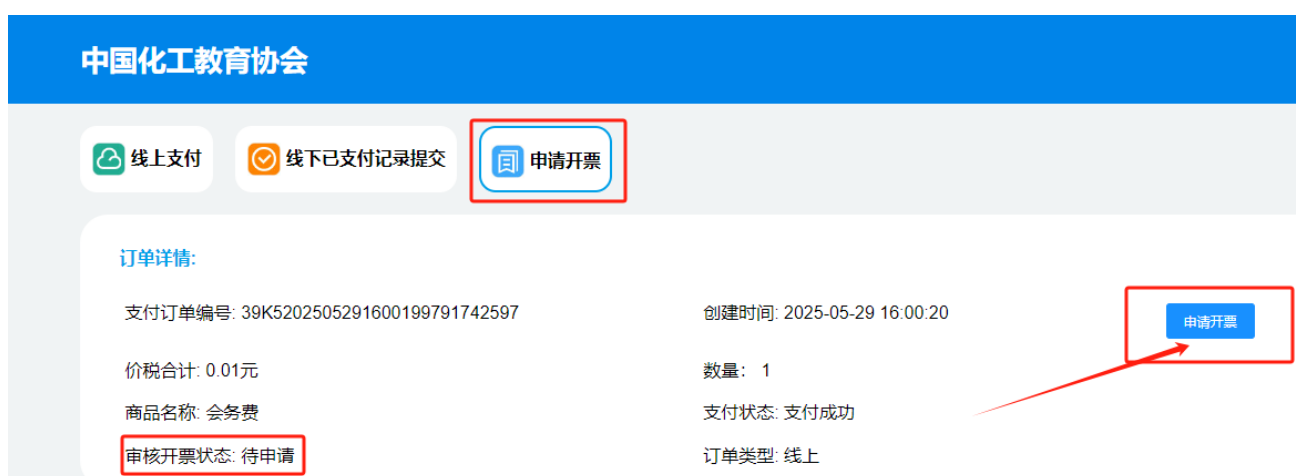 中国化工教育协会
线上支付 线下已支付记录提交 申请开票
订单详情:
支付订单编号: 39K5202505291600199791742597 创建时间: 2025-05-29 16:00:20 申请开票
价税合计: 0.01元 数量： 1
商品名称: 会务费 支付状态: 支付成功
审核开票状态: 待申请 订单类型: 线上